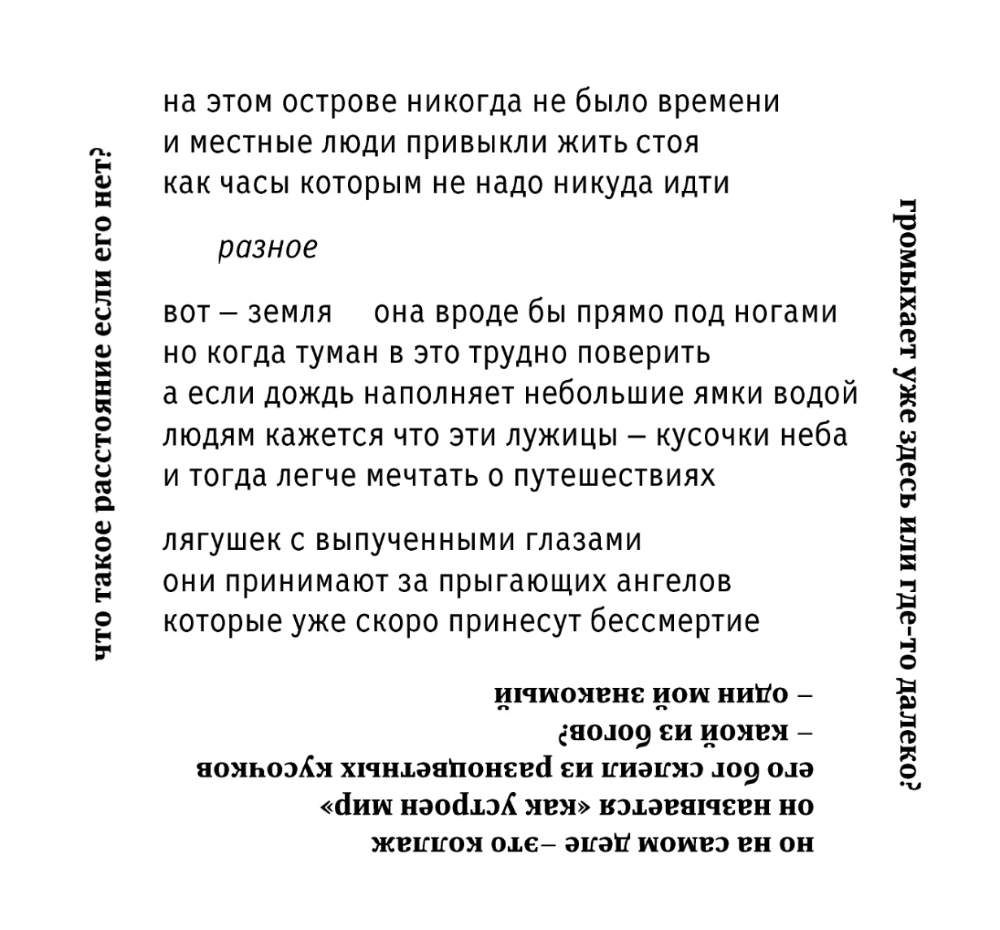 на этом острове никогда не было времени
и местные люди привыкли жить стоя
как часы которым не надо никуда идти
разное
вот – земля она вроде бы прямо под ногами
но когда туман в это трудно поверить
а если дождь наполняет небольшие ямки водой
людям кажется что эти лужицы – кусочки неба
и тогда легче мечтать о путешествиях
лягушек с выпученными глазами
они принимают за прыгающих ангелов
которые уже скоро принесут бессмертие
громыхает уже здесь или где-то далеко?
но на самом деле –это коллаж
он называется «как устроен мир»
его бог склеил из разноцветных кусочков
– какой из богов?
– один мой знакомый
что такое расстояние если его нет?